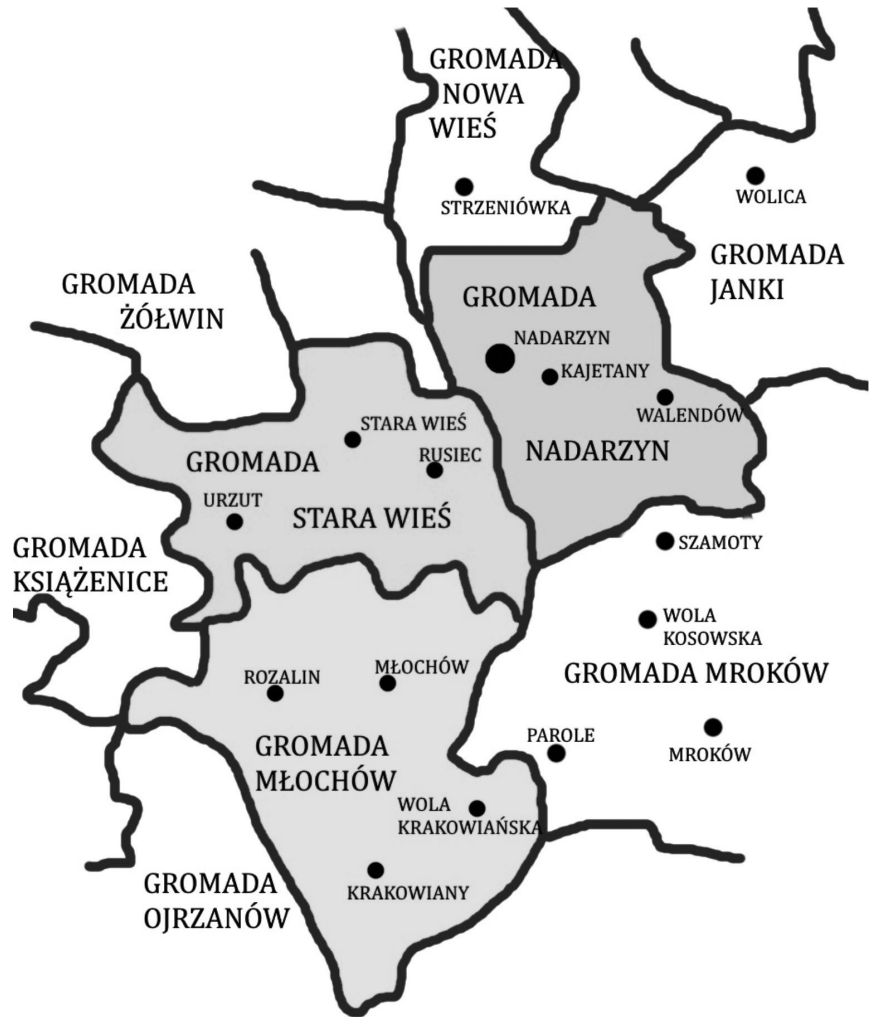 GROMADA
NOWA
WIEŚ
STRZENIÓWKA
WOLICA
GROMADA
JANKI
GROMADA
ŻÓŁWIN
GROMADA
NADARZYN
KAJETANY
WALENDÓW
NADARZYN
STARA WIEŚ
GROMADA
RUSIEC
URZUT
STARA WIEŚ
GROMADA
KSIĄŻENICE
SZAMOTY
WOLA
KOSOWSKA
GROMADA MROKÓW
PAROLE
MROKÓW
ROZALIN
MŁOCHÓW
GROMADA
MŁOCHÓW
WOLA
KRAKOWIAŃSKA
KRAKOWIANY
GROMADA
OJRZANÓW